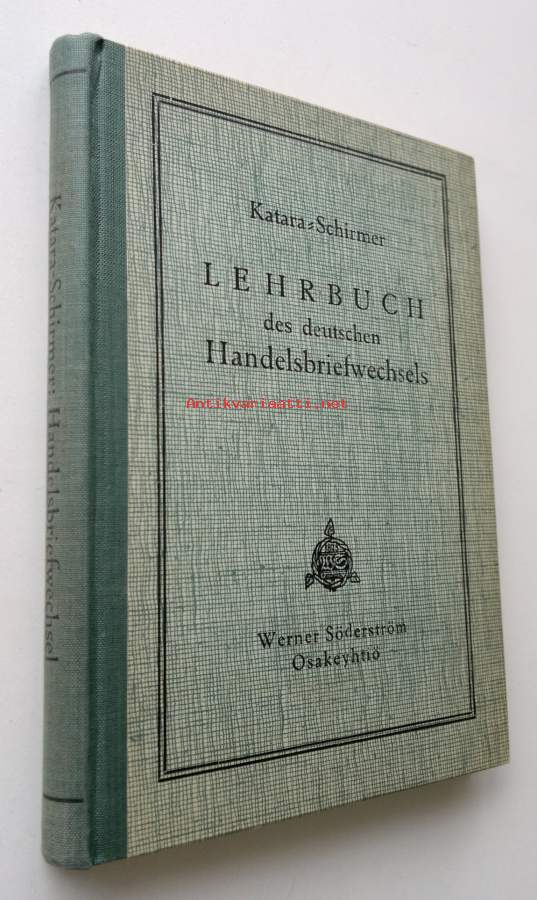 Katara-Schirmer: Handelsbriefwechsel
Katara-Schirmer
LEHRBUCH
des deutschen
Handelsbriefwechsels
Antikvariaatti.net
Werner Söderström
Osakeyhtiö